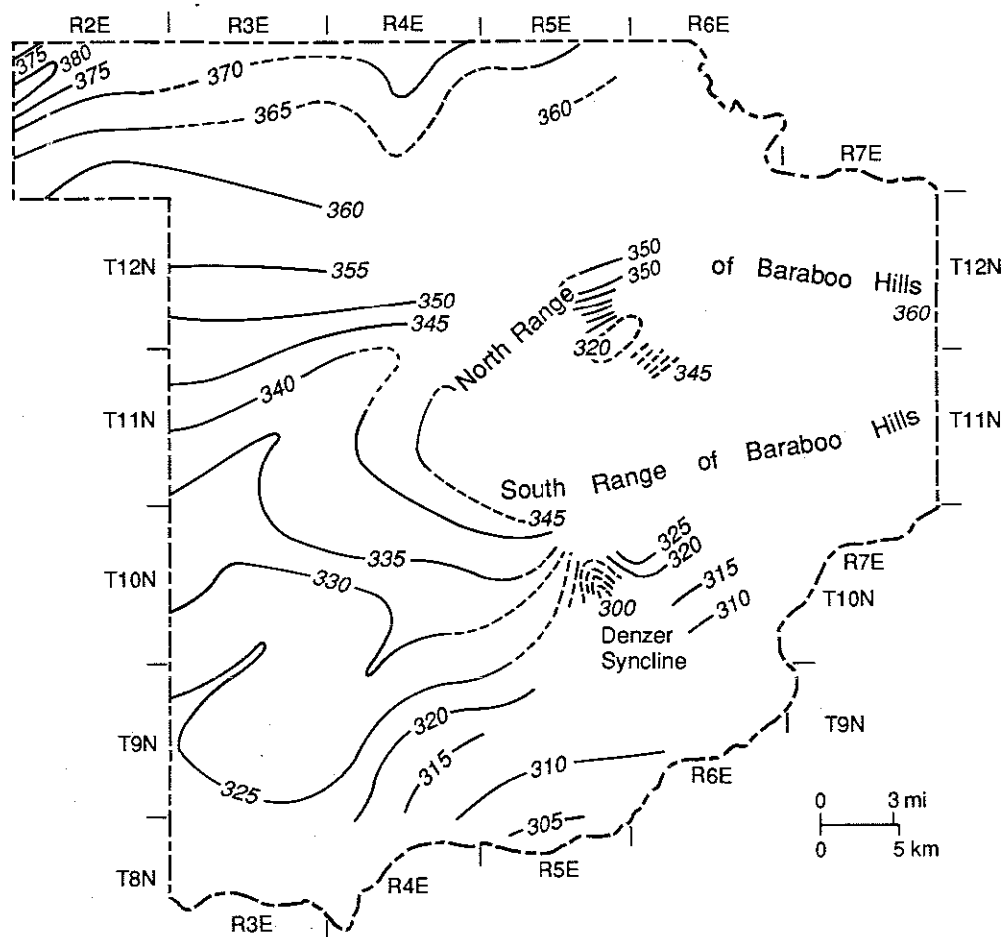 R2E R3E R4E R5E R6E
375 380
375
370
365
360
R7E
360
T12N 355 350 of Baraboo Hills T12N
350 350
345 North Range 360
320
345
340
T11N T11N
South Range of Baraboo Hills
345
325
335 320
T10N 330 315 R7E
300 310 T10N
Denzer
Syncline
320
T9N 315 310 T9N
325 R6E
305 0 3 mi
0 5 km
T8N R4E R5E
R3E